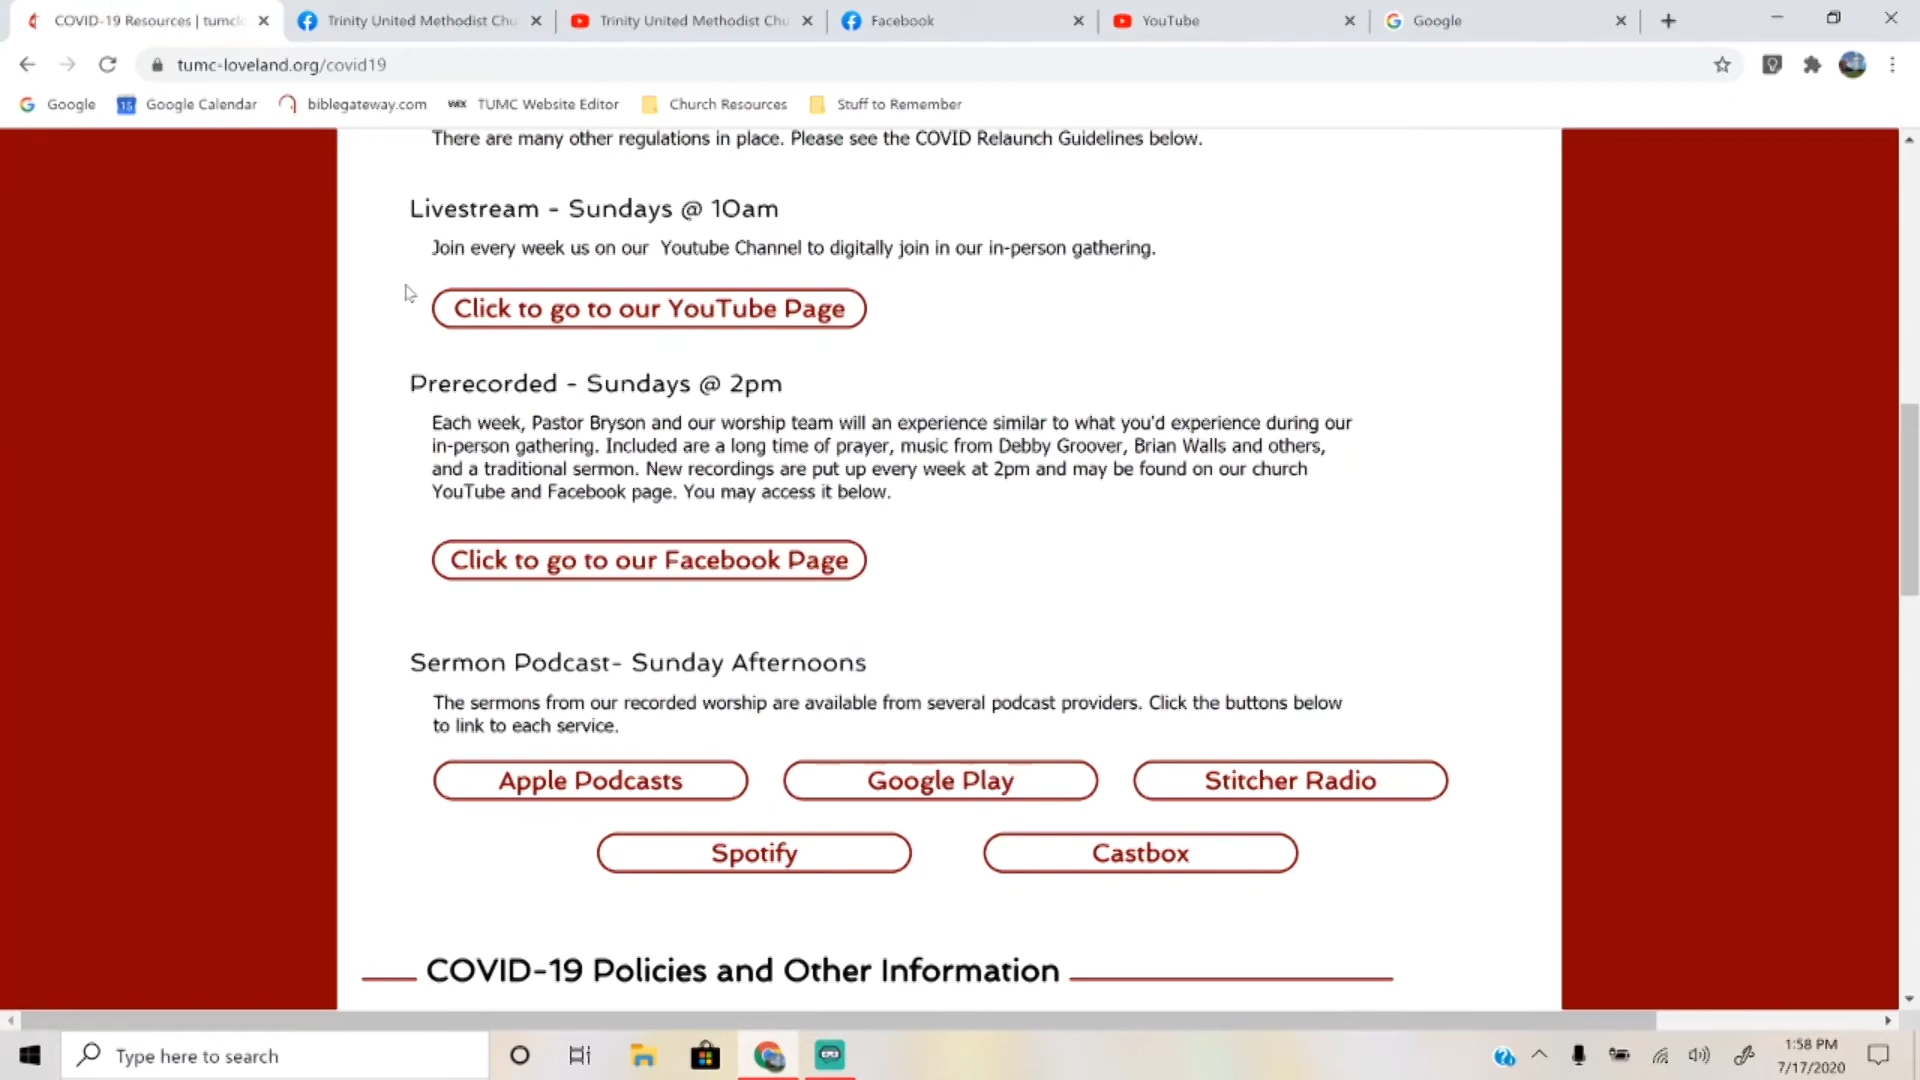 COVID-19 Resources | tumcl
Trinity United Methodist Chu
Trinity United Methodist Chu
Facebook
YouTube
Google
tumc-loveland.org/covid19
Google
15
Google Calendar
biblegateway.com
WIX
TUMC Website Editor
Church Resources
Stuff to Remember
There are many other regulations in place. Please see the COVID Relaunch Guidelines below.
Livestream - Sundays @ 10am
Join every week us on our Youtube Channel to digitally join in our in-person gathering.
Click to go to our YouTube Page
Prerecorded - Sundays @ 2pm
Each week, Pastor Bryson and our worship team will an experience similar to what you'd experience during our
in-person gathering. Included are a long time of prayer, music from Debby Groover, Brian Walls and others,
and a traditional sermon. New recordings are put up every week at 2pm and may be found on our church
YouTube and Facebook page. You may access it below.
Click to go to our Facebook Page
Sermon Podcast- Sunday Afternoons
The sermons from our recorded worship are available from several podcast providers. Click the buttons below
to link to each service.
Apple Podcasts
Google Play
Stitcher Radio
Spotify
Castbox
COVID-19 Policies and Other Information
Type here to search
1:58 PM
7/17/2020